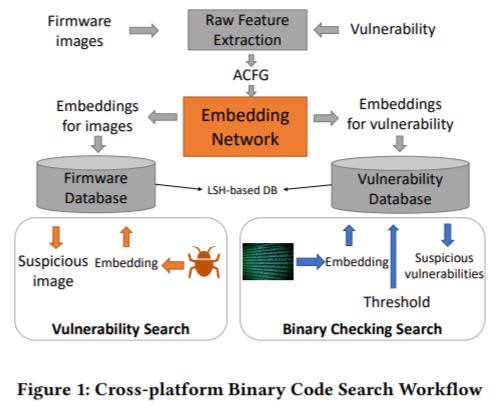 Firmware
images
Raw Feature
Extraction
Vulnerability
ACFG
Embeddings
for images
Embedding
Network
Embeddings
for vulnerability
Firmware
Database
LSH-based DB
Vulnerability
Database
Suspicious
image
Embedding
Vulnerability Search
Embedding
Suspicious
vulnerabilities
Threshold
Binary Checking Search
Figure 1: Cross-platform Binary Code Search Workflow